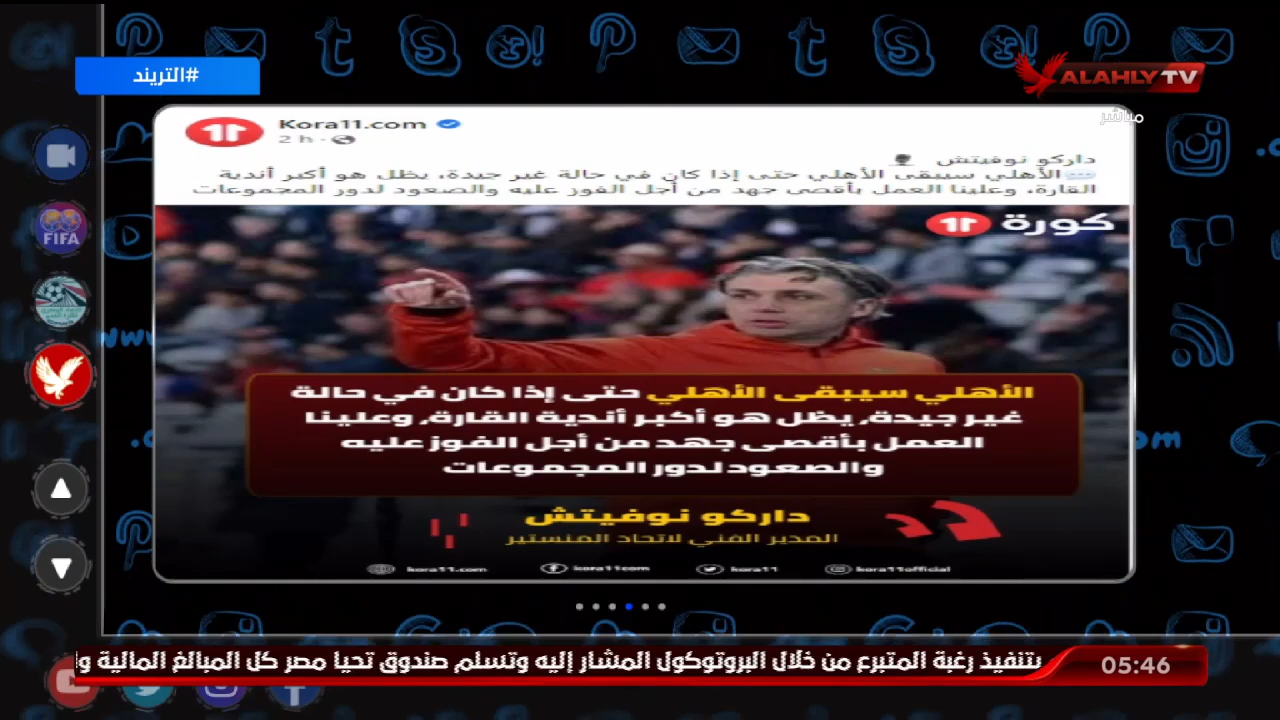 #التريند
ALAHLY TV
مباشر
Kora11.com
2 h ·
داركو نوفيتش
الأهلي سيبقى الأهلي حتى إذا كان في حالة غير جيدة، يظل هو أكبر أندية
القارة، وعلينا العمل بأقصى جهد من أجل الفوز عليه والصعود لدور المجموعات
كورة 11
FIFA
الأهلي سيبقى الأهلي حتى إذا كان في حالة
غير جيدة، يظل هو أكبر أندية القارة، وعلينا
العمل بأقصى جهد من أجل الفوز عليه
والصعود لدور المجموعات
داركو نوفيتش
المدير الفني لاتحاد المنستير
kora11.com kora11com kora11 kora11official
بتنفيذ رغبة المتبرع من خلال البروتوكول المشار إليه وتسلم صندوق تحيا مصر كل المبالغ المالية
05:46